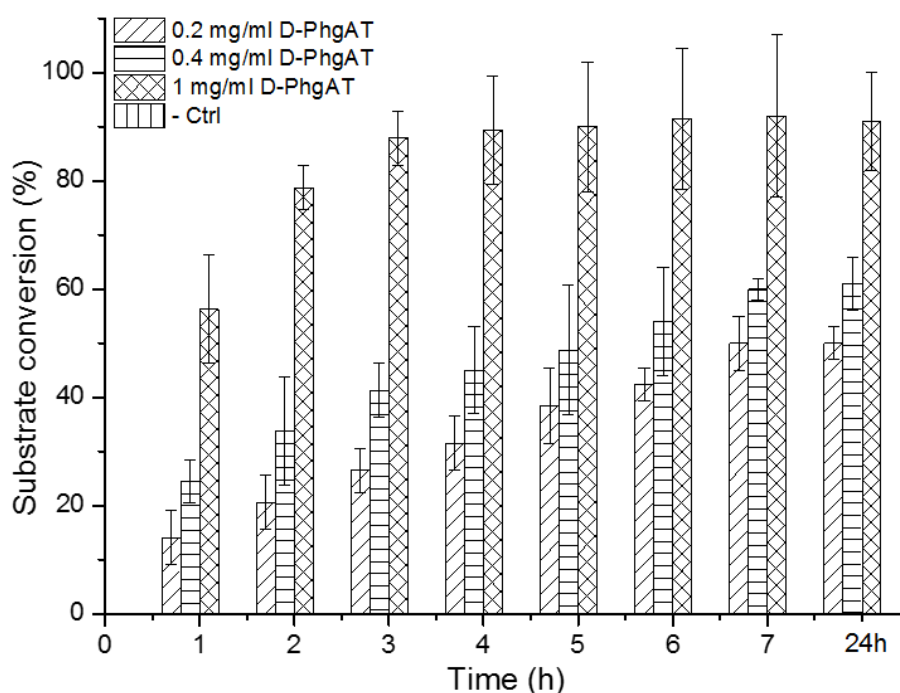 0.2 mg/ml D-PhgAT
0.4 mg/ml D-PhgAT
1 mg/ml D-PhgAT
- Ctrl
Substrate conversion (%)
100
80
60
40
20
0
0 1 2 3 4 5 6 7 24h
Time (h)